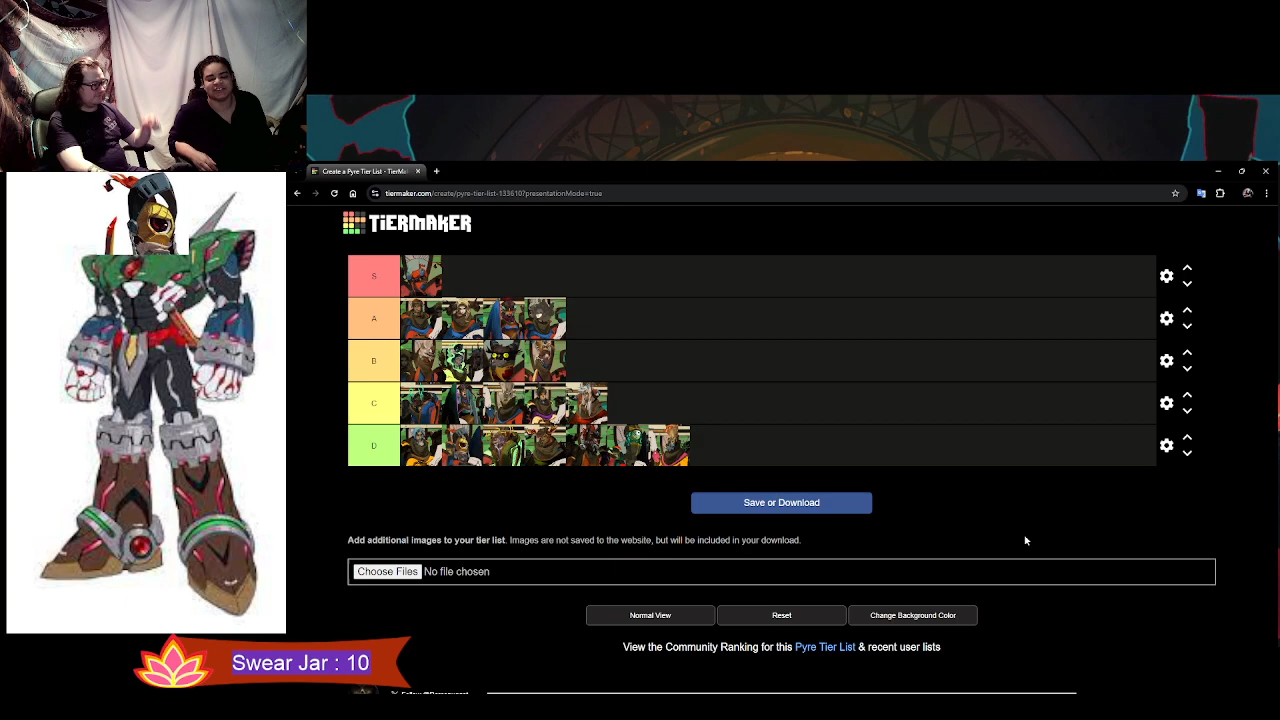 Create a Pyre Tier List - TierMa
tiermaker.com/create/pyre-tier-list-133610?presentationMode=true
TiERMAKER
S
A
B
C
D
Save or Download
Add additional images to your tier list. Images are not saved to the website, but will be included in your download.
Choose Files No file chosen
Normal View Reset Change Background Color
View the Community Ranking for this Pyre Tier List & recent user lists
Swear Jar : 10